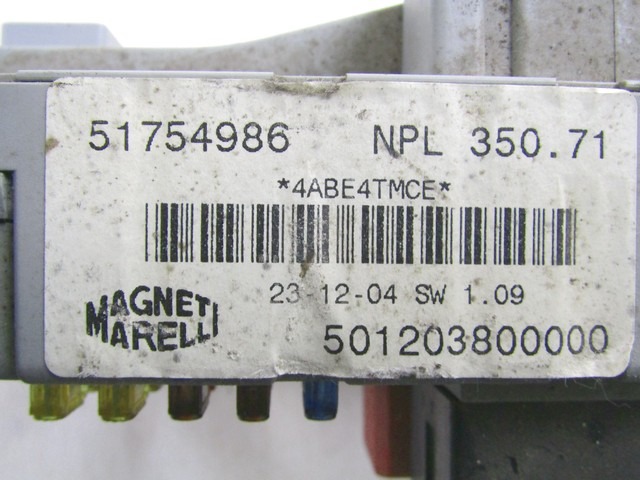 51754986 NPL 350.71
*4ABE4TMCE*
23-12-04 SW 1.09
MAGNETI
MARELLI
501203800000